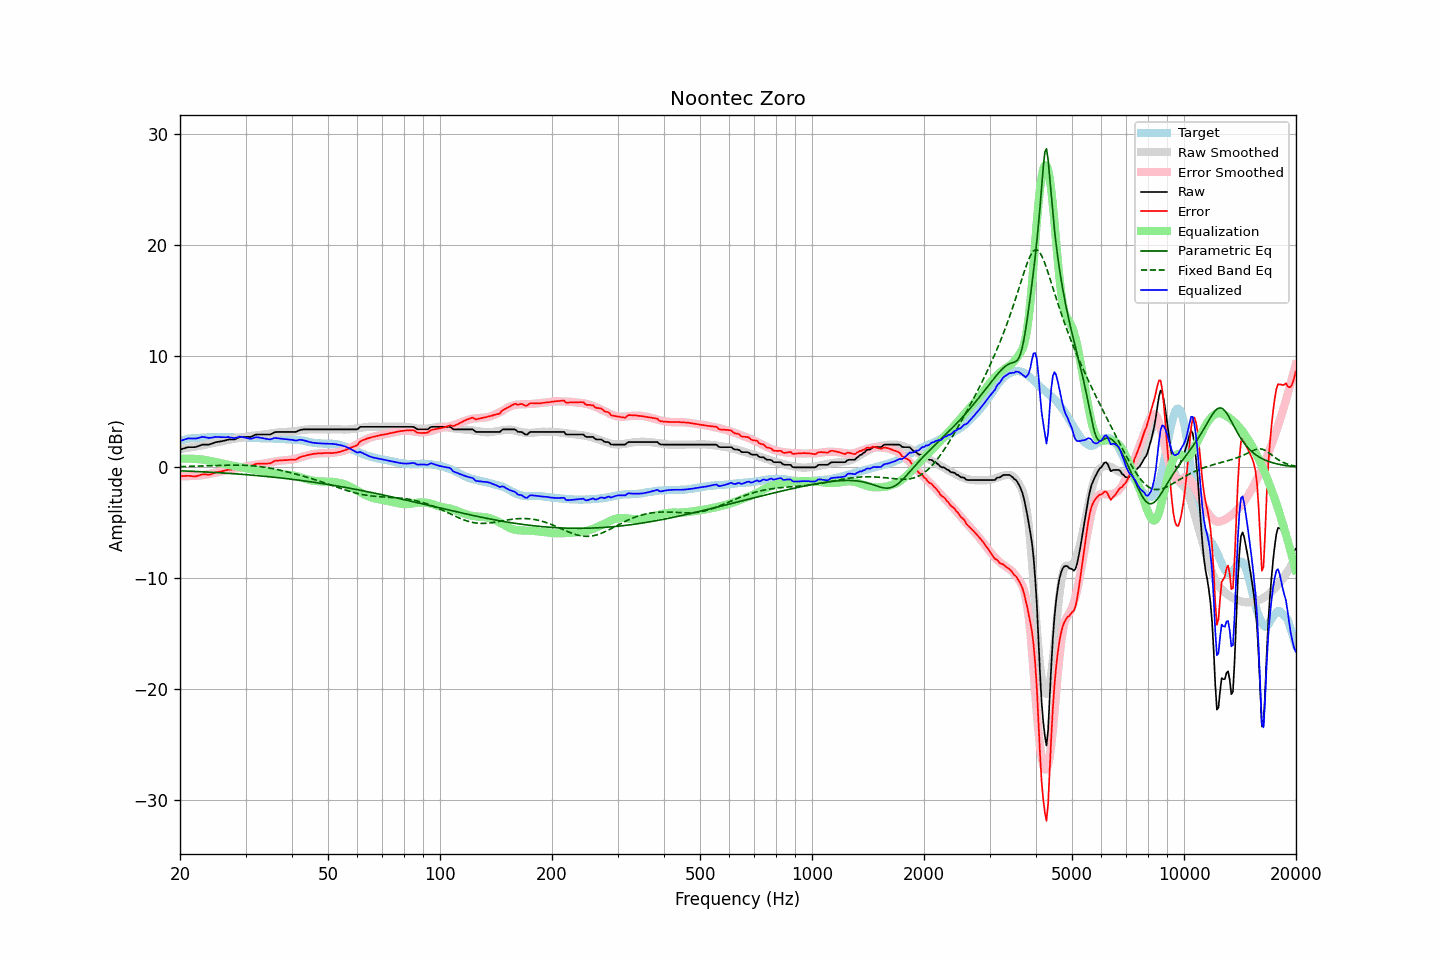 Noontec Zoro
30
20
10
0
−10
−20
−30
Amplitude (dBr)
Target
Raw Smoothed
Error Smoothed
Raw
Error
Equalization
Parametric Eq
Fixed Band Eq
Equalized
20 50 100 200 500 1000 2000 5000 10000 20000
Frequency (Hz)